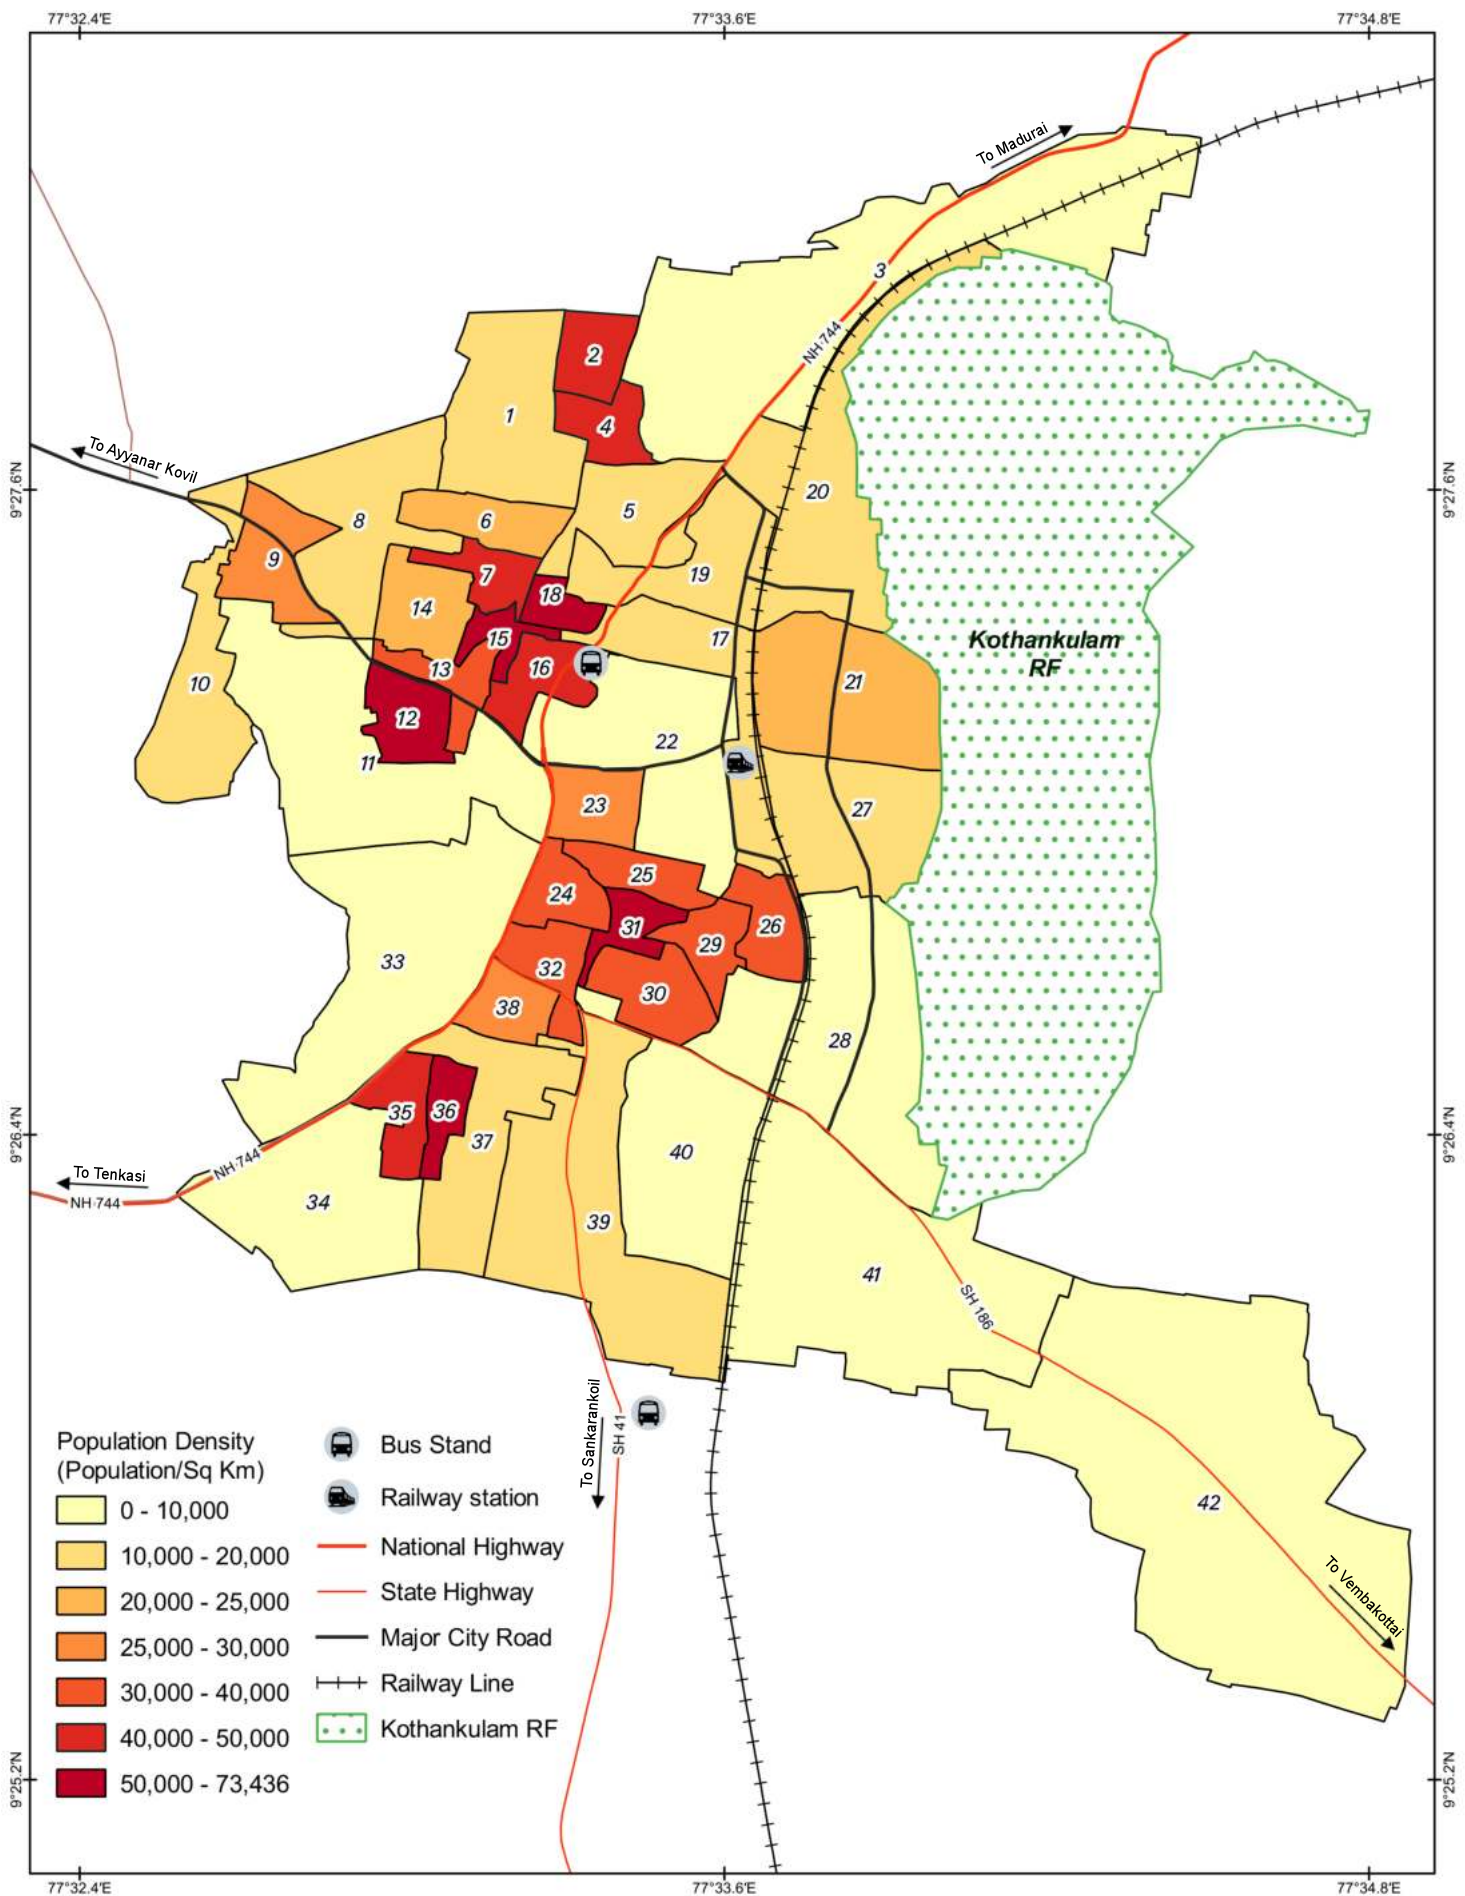 77°32.4'E
77°33.6'E
77°34.8'E
To Madurai
3
NH 744
2
1
4
To Ayyanar Kovil
9°27.6'N
9°27.6'N
20
5
8
6
9
7
19
18
14
15
17
Kothankulam
RF
13
16
10
21
12
22
11
23
27
25
24
31
26
29
33
32
30
38
28
35
36
37
40
To Tenkasi
NH 744
NH 744
9°26.4'N
9°26.4'N
34
39
41
SH 186
To Sankarankoil
SH 41
42
To Vembakottai
Population Density
(Population/Sq Km)
0 - 10,000
10,000 - 20,000
20,000 - 25,000
25,000 - 30,000
30,000 - 40,000
40,000 - 50,000
50,000 - 73,436
Bus Stand
Railway station
National Highway
State Highway
Major City Road
Railway Line
Kothankulam RF
9°25.2'N
9°25.2'N
77°32.4'E
77°33.6'E
77°34.8'E